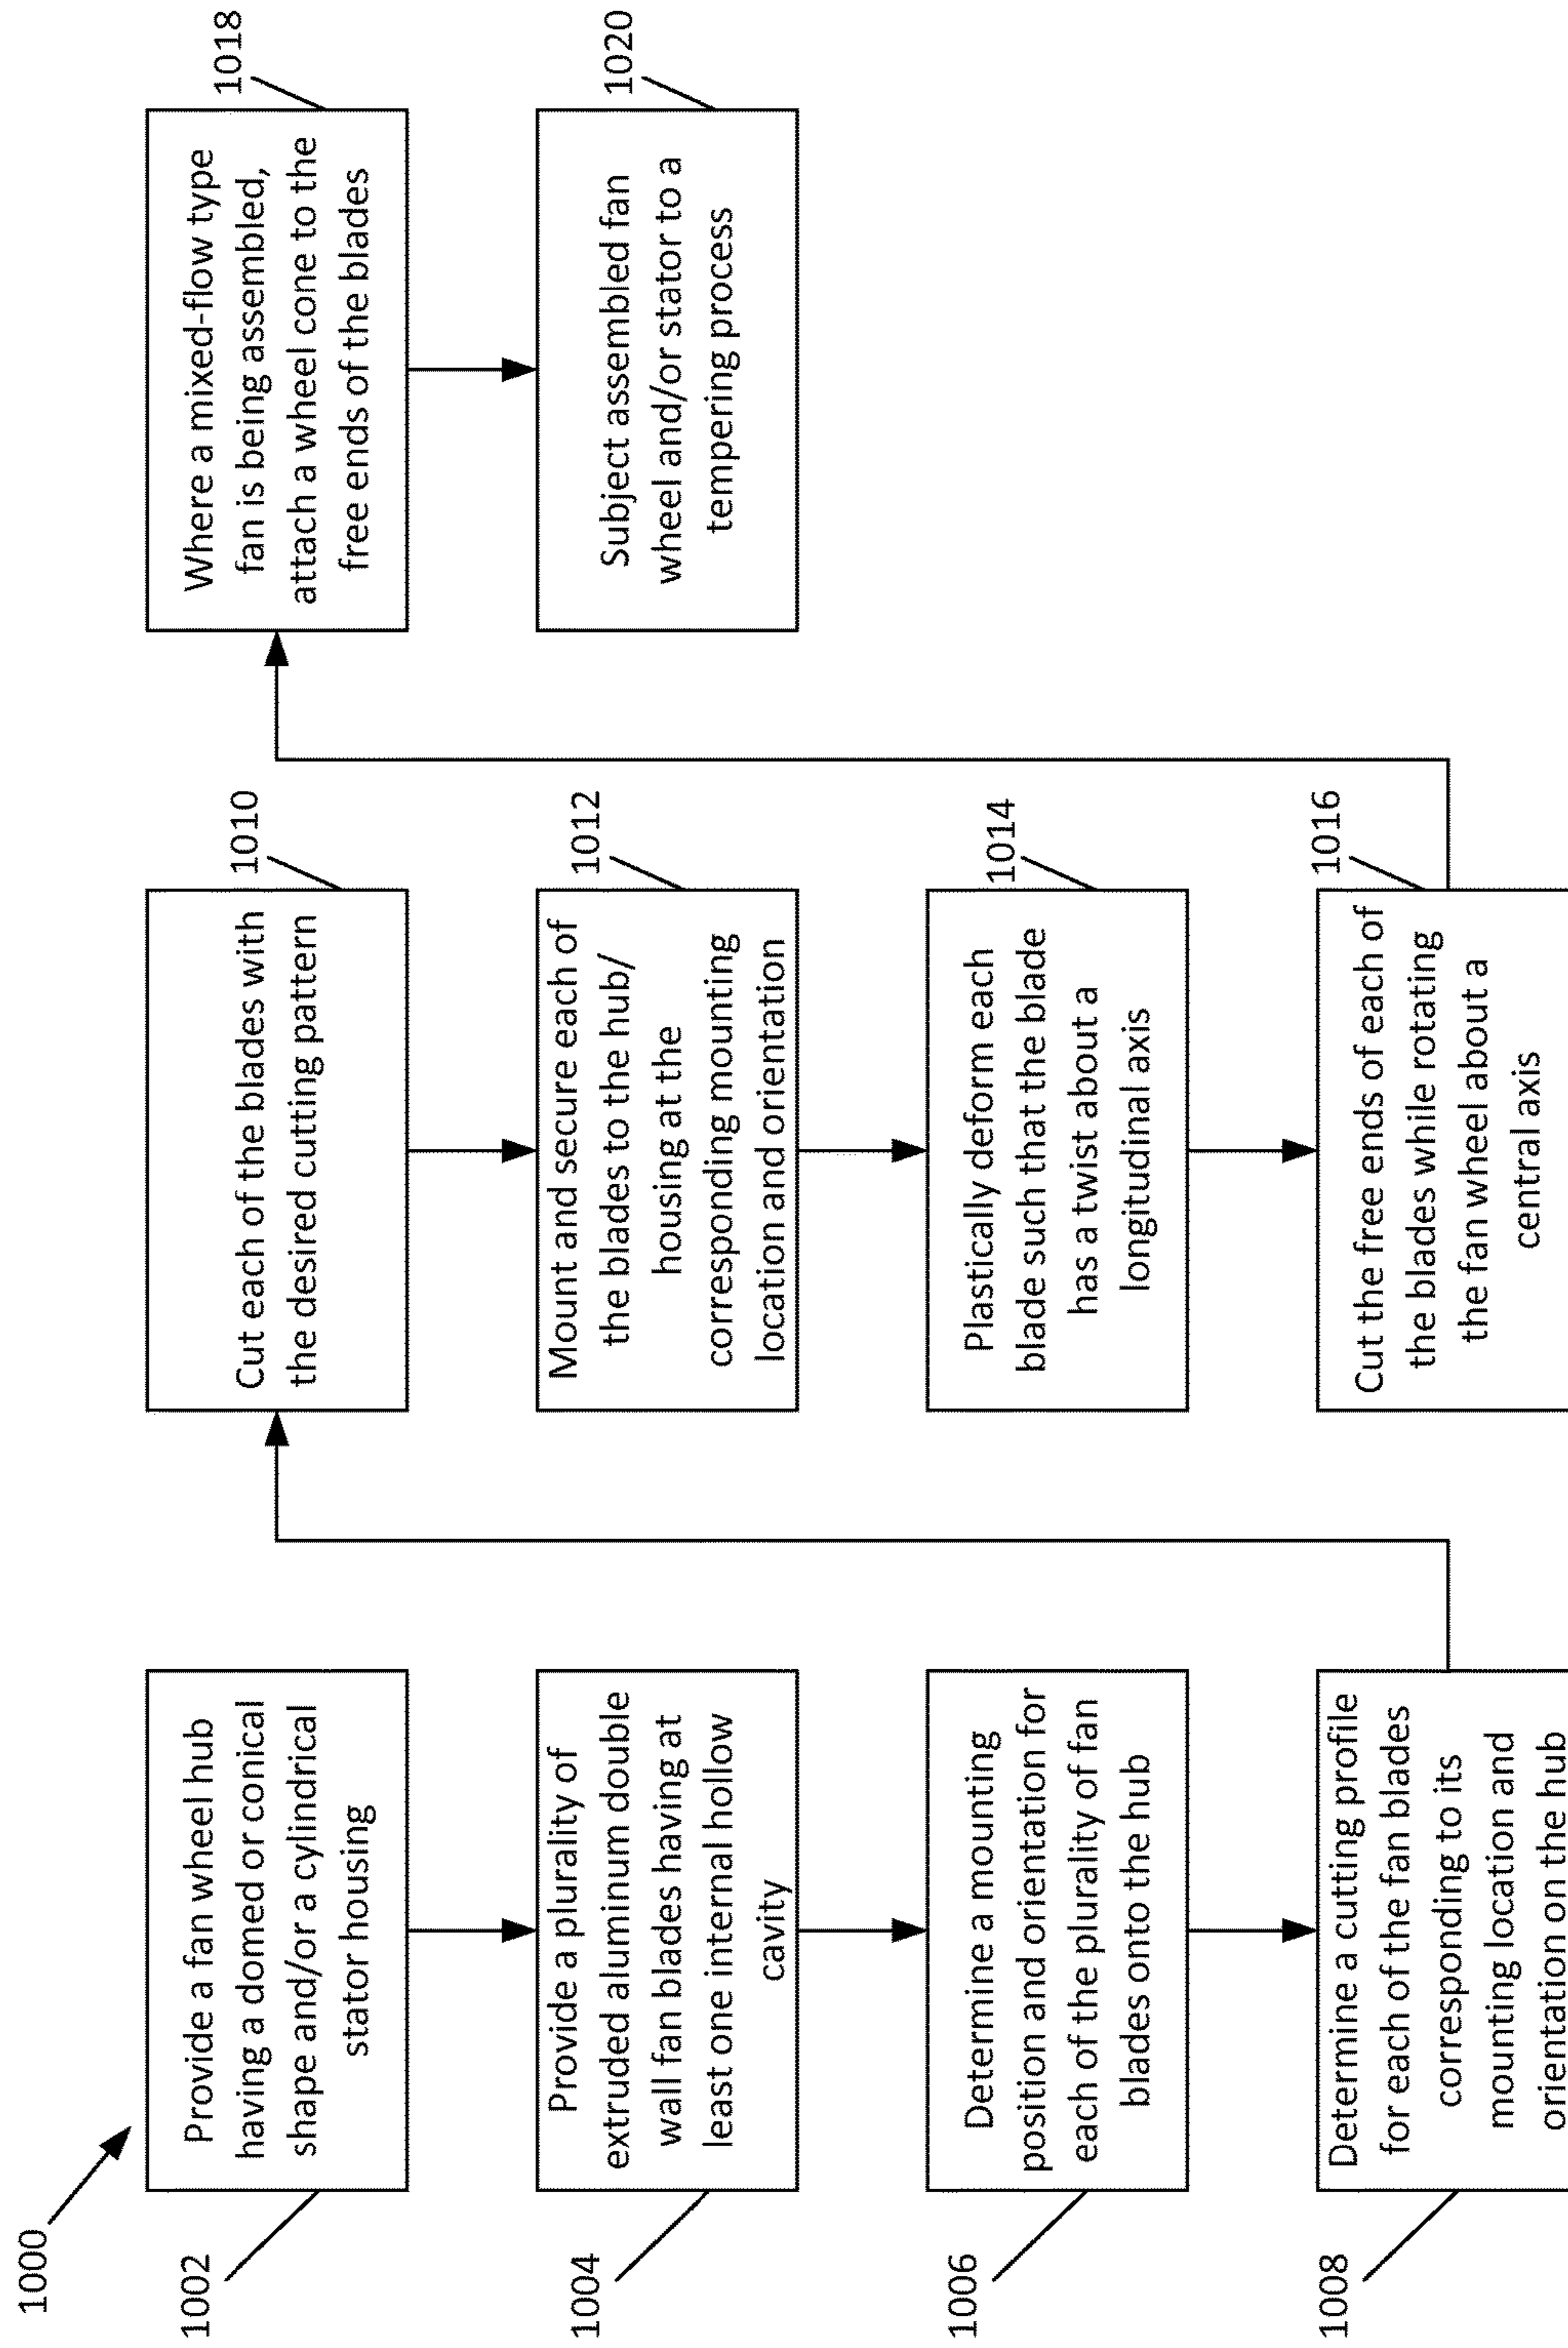 1000
1002
Provide a fan wheel hub
having a domed or conical
shape and/or a cylindrical
stator housing
1004
Provide a plurality of
extruded aluminum double
wall fan blades having at
least one internal hollow
cavity
1006
Determine a mounting
position and orientation for
each of the plurality of fan
blades onto the hub
1008
Determine a cutting profile
for each of the fan blades
corresponding to its
mounting location and
orientation on the hub
1010
Cut each of the blades with
the desired cutting pattern
1012
Mount and secure each of
the blades to the hub/
housing at the
corresponding mounting
location and orientation
1014
Plastically deform each
blade such that the blade
has a twist about a
longitudinal axis
1016
Cut the free ends of each of
the blades while rotating
the fan wheel about a
central axis
1018
Where a mixed-flow type
fan is being assembled,
attach a wheel cone to the
free ends of the blades
1020
Subject assembled fan
wheel and/or stator to a
tempering process